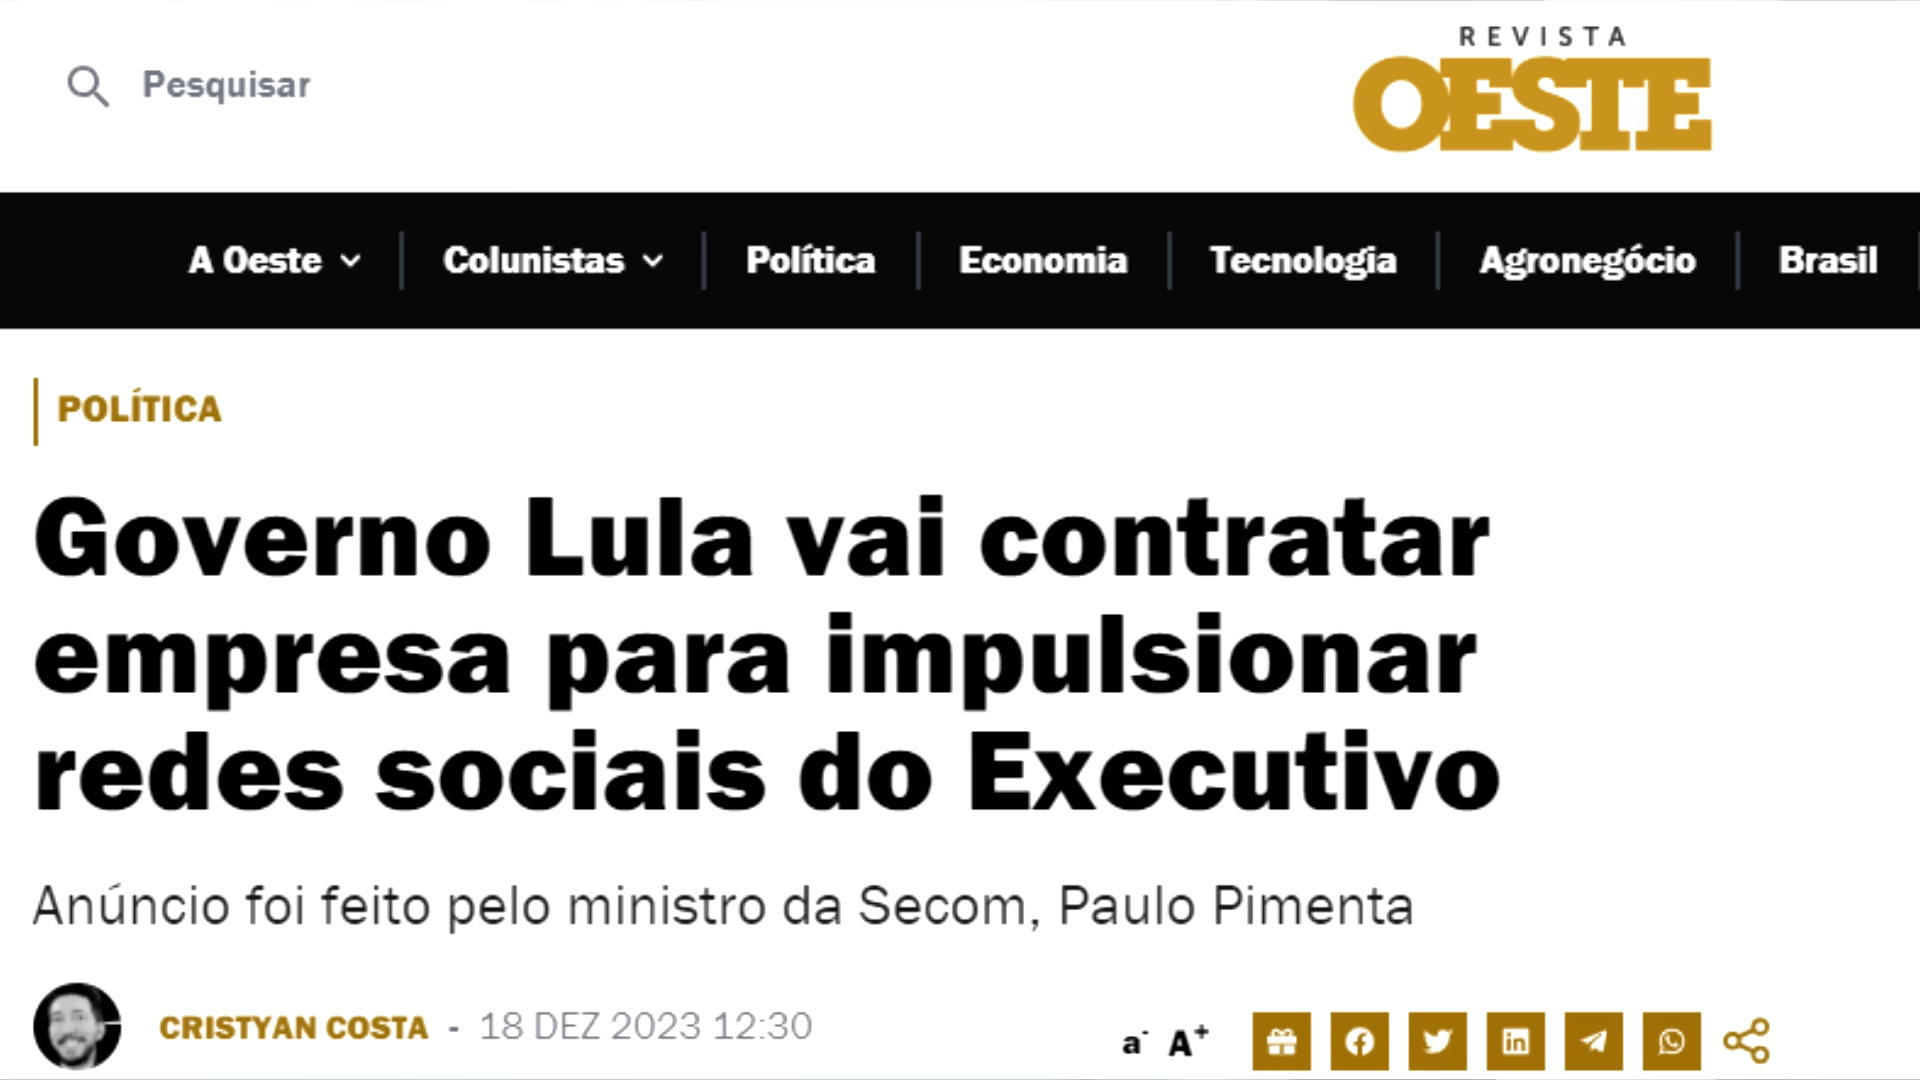 Pesquisar
REVISTA
OESTE
A Oeste
Colunistas
Política
Economia
Tecnologia
Agronegócio
Brasil
POLÍTICA
Governo Lula vai contratar
empresa para impulsionar
redes sociais do Executivo
Anúncio foi feito pelo ministro da Secom, Paulo Pimenta
CRISTYAN COSTA - 18 DEZ 2023 12:30
a- A+
in